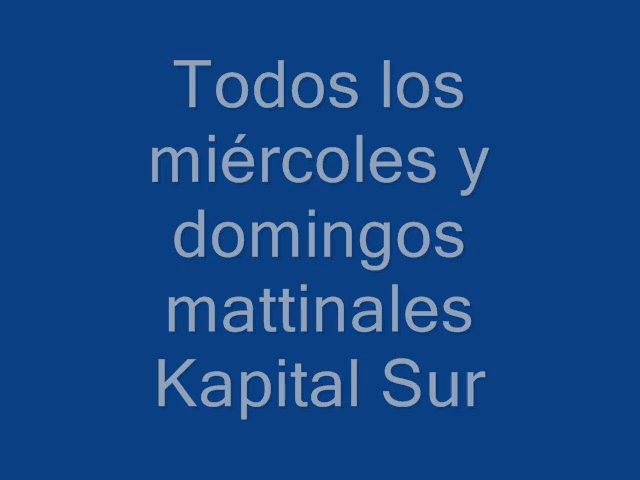 Todos los
miércoles y
domingos
mattinales
Kapital Sur